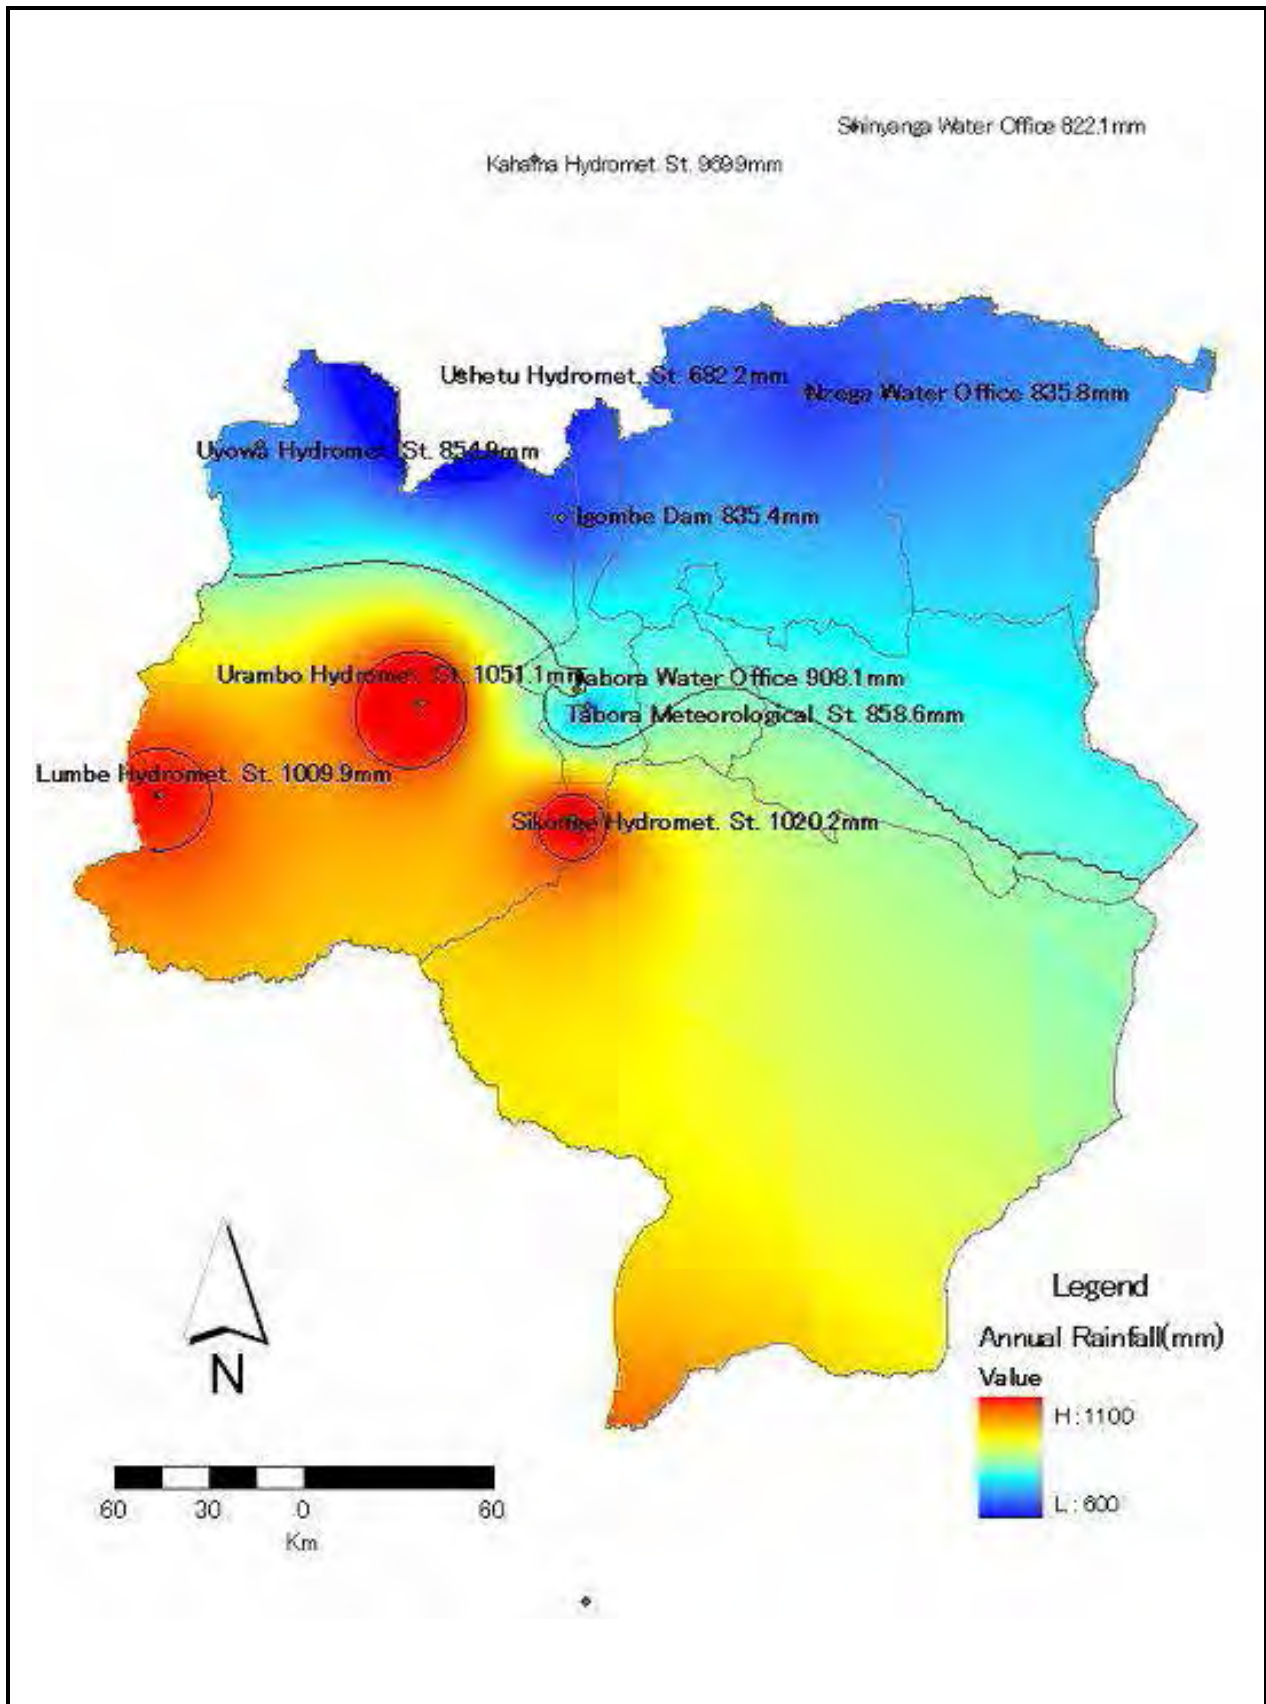 Shinyanga Water Office 822.1mm
Kahama Hydromet. St. 969.9mm
Ushetu Hydromet. St. 682.2mm
Nzega Water Office 835.8mm
Uyowa Hydromet. St. 854.9mm
Igombe Dam 835.4mm
Urambo Hydromet. St. 1051.1mm
Tabora Water Office 908.1mm
Tabora Meteorological. St. 858.6mm
Lumbe Hydromet. St. 1009.9mm
Sikonge Hydromet. St. 1020.2mm
Legend
Annual Rainfall(mm)
Value
H : 1100
L : 600
N
60 30 0 60
Km